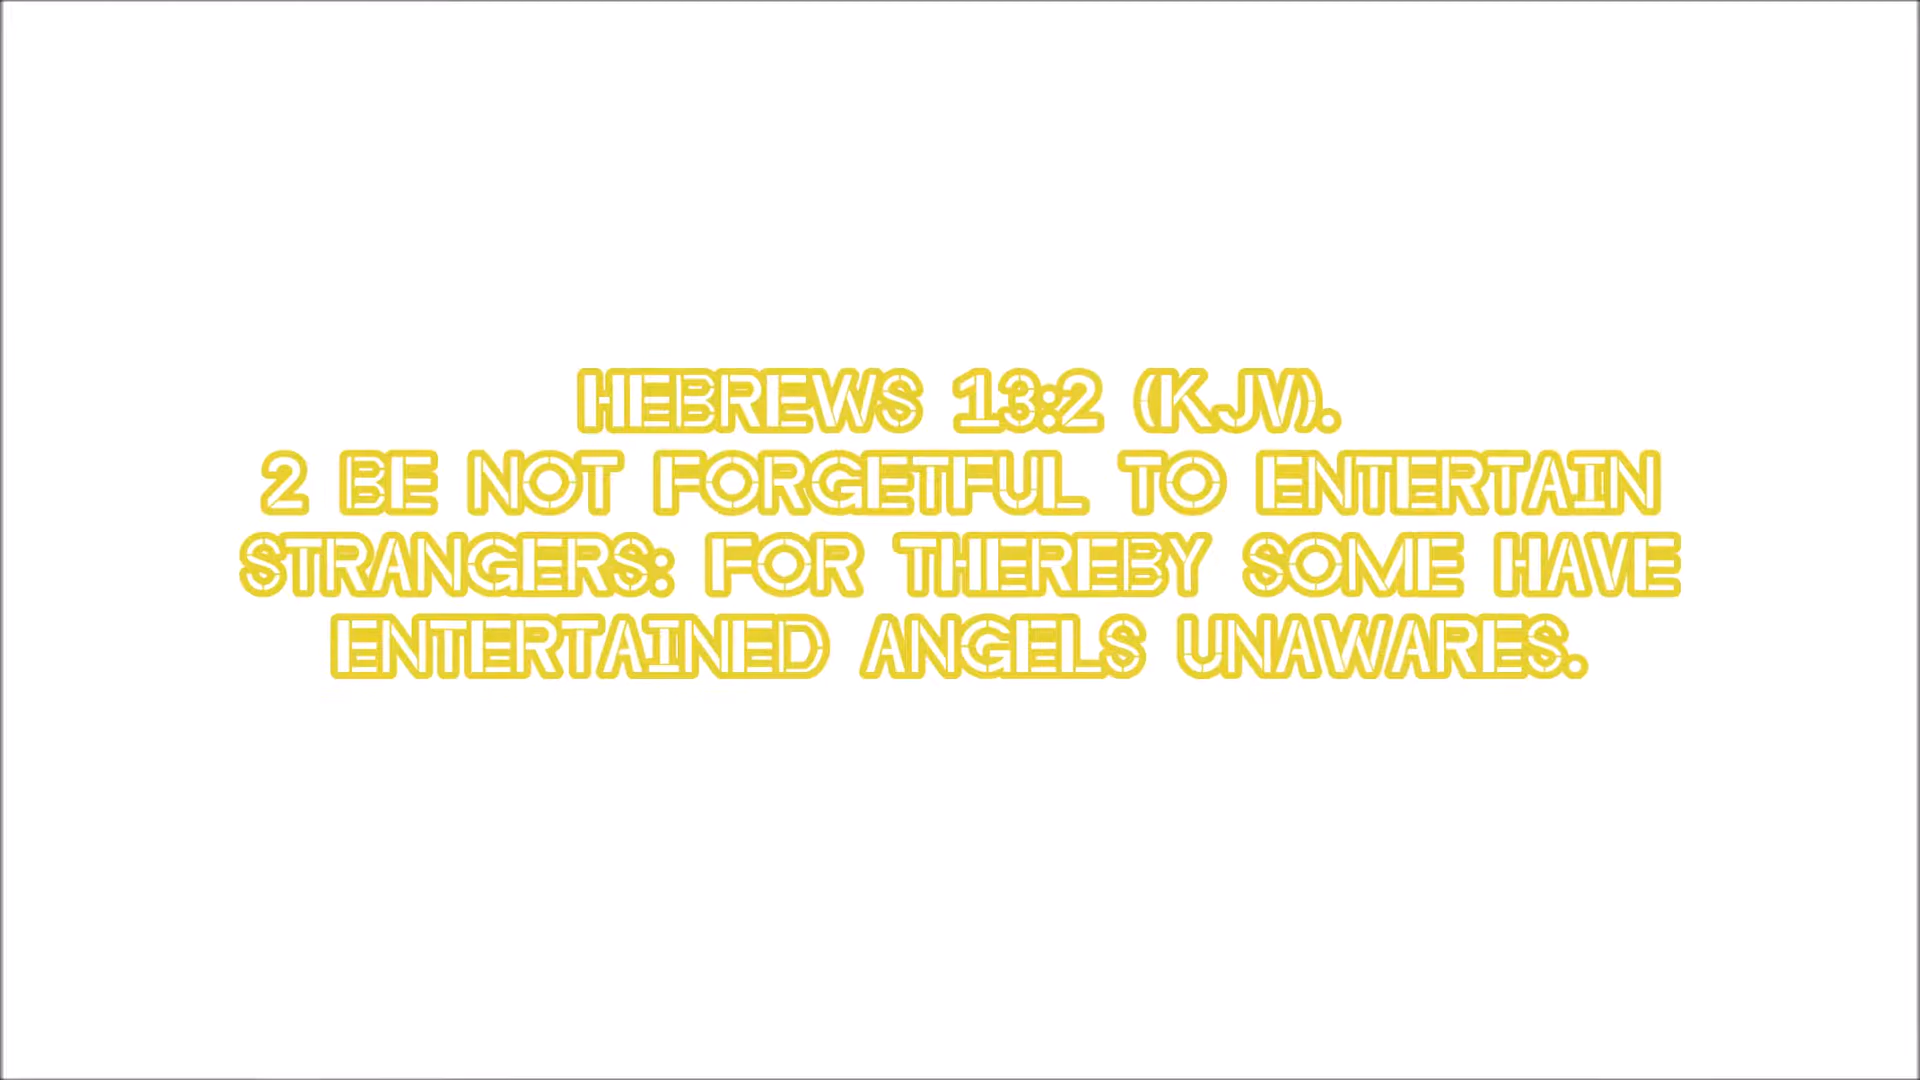 HEBREWS 13:2 (KJV).
2 BE NOT FORGETFUL TO ENTERTAIN
STRANGERS: FOR THEREBY SOME HAVE
ENTERTAINED ANGELS UNAWARES.